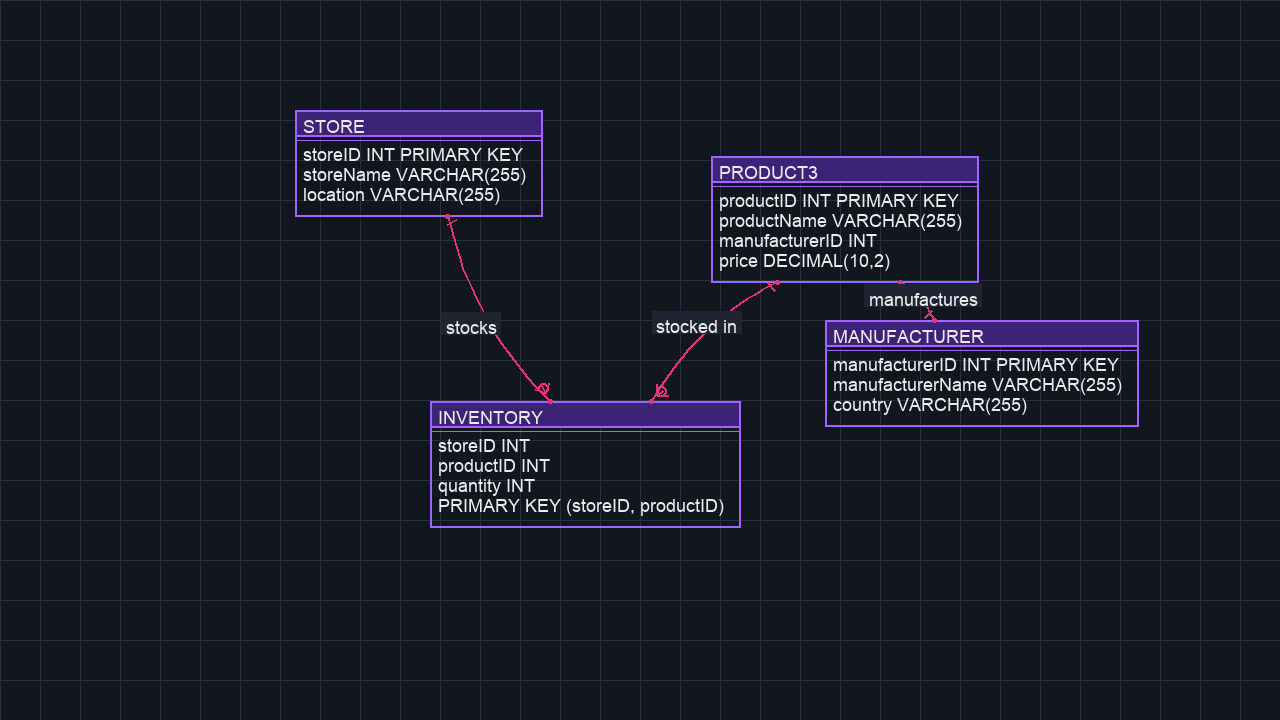 STORE
storeID INT PRIMARY KEY
storeName VARCHAR(255)
location VARCHAR(255)
PRODUCT3
productID INT PRIMARY KEY
productName VARCHAR(255)
manufacturerID INT
price DECIMAL(10,2)
manufactures
stocks
stocked in
MANUFACTURER
manufacturerID INT PRIMARY KEY
manufacturerName VARCHAR(255)
country VARCHAR(255)
INVENTORY
storeID INT
productID INT
quantity INT
PRIMARY KEY (storeID, productID)